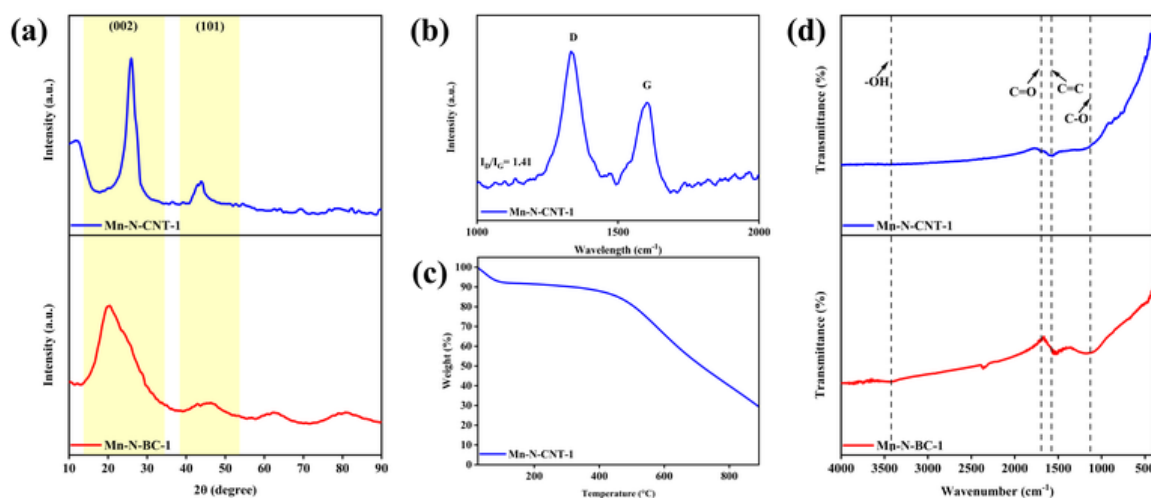 (a)
(002)
(101)
Intensity (a.u.)
Mn-N-CNT-1
Intensity (a.u.)
Mn-N-BC-1
10 20 30 40 50 60 70 80 90
2θ (degree)
(b)
D
G
Intensity (a.u.)
I_D/I_G= 1.41
Mn-N-CNT-1
1000 1500 2000
Wavelength (cm⁻¹)
(c)
100
90
80
70
60
50
40
30
20
10
0
Weight (%)
Mn-N-CNT-1
200 400 600 800
Temperature (°C)
(d)
-OH
C=O
C=C
C-O
Transmittance (%)
Mn-N-CNT-1
Transmittance (%)
Mn-N-BC-1
4000 3500 3000 2500 2000 1500 1000 500
Wavenumber (cm⁻¹)